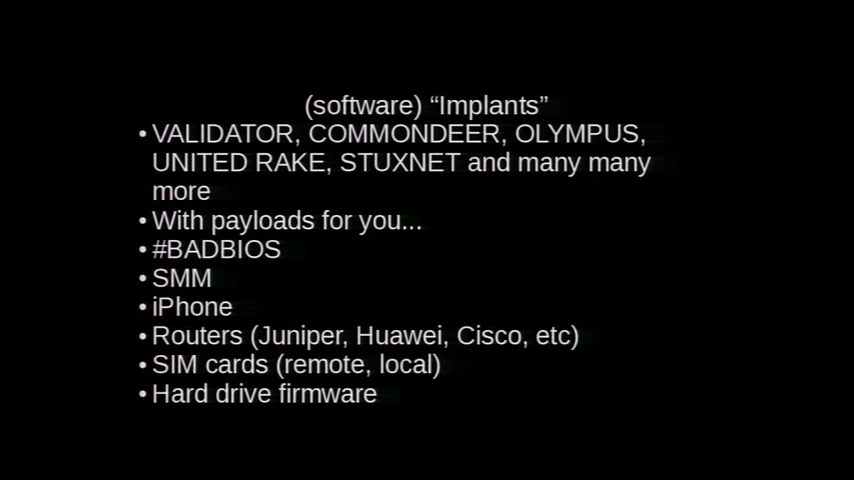 (software) “Implants”
• VALIDATOR, COMMONDEER, OLYMPUS,
UNITED RAKE, STUXNET and many many
more
• With payloads for you...
• #BADBIOS
• SMM
• iPhone
• Routers (Juniper, Huawei, Cisco, etc)
• SIM cards (remote, local)
• Hard drive firmware